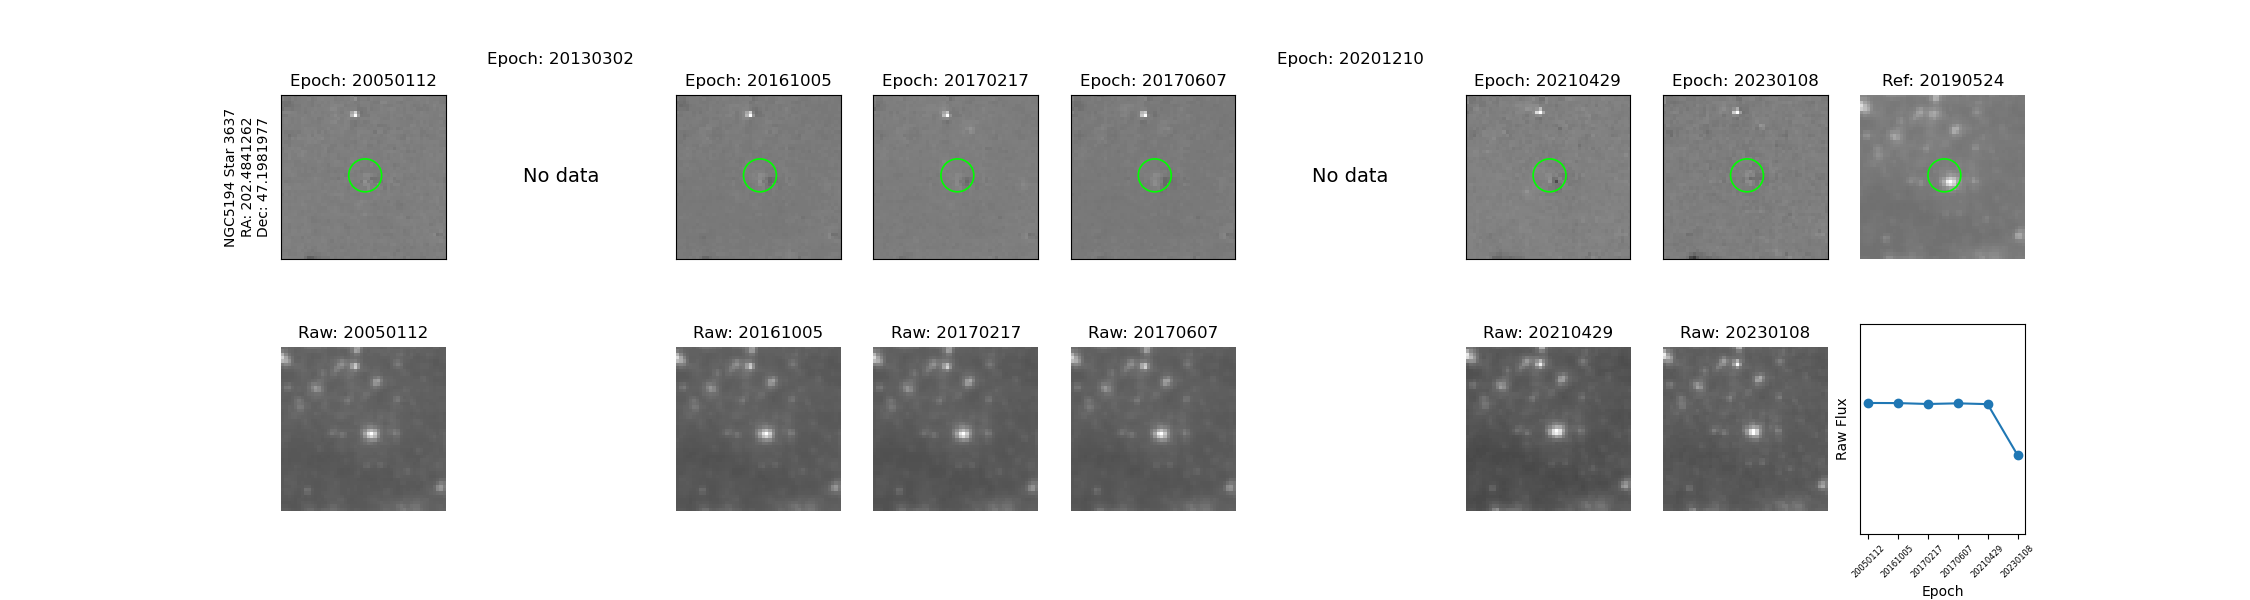 Epoch: 20130302
Epoch: 20201210
Epoch: 20050112
Epoch: 20161005
Epoch: 20170217
Epoch: 20170607
Epoch: 20210429
Epoch: 20230108
Ref: 20190524
NGC5194 Star 3637
RA: 202.4841262
Dec: 47.1981977
No data
No data
Raw: 20050112
Raw: 20161005
Raw: 20170217
Raw: 20170607
Raw: 20210429
Raw: 20230108
Raw Flux
20050112
20161005
20170217
20170607
20210429
20230108
Epoch